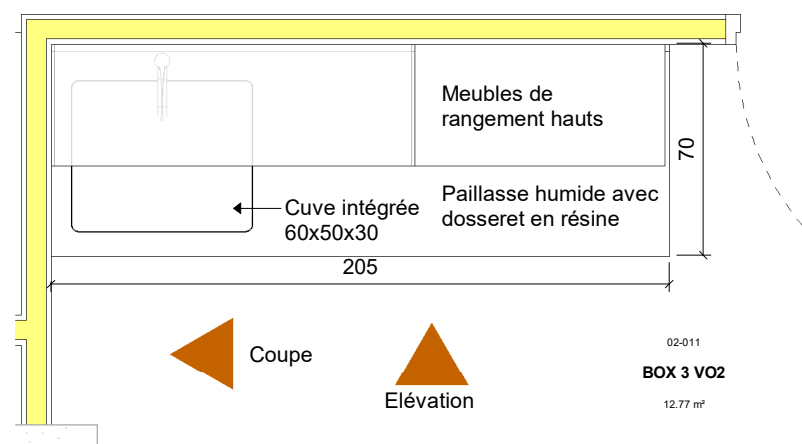 Meubles de
rangement hauts
70
Cuve intégrée
60x50x30
Paillasse humide avec
dosseret en résine
205
Coupe
Elévation
02-011
BOX 3 VO2
12.77 m²